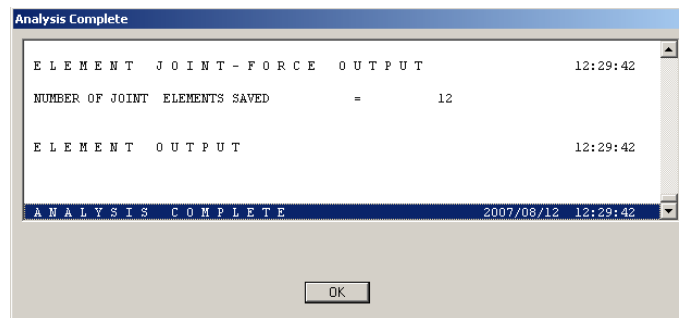 Analysis Complete
E L E M E N T   J O I N T - F O R C E   O U T P U T   12:29:42
NUMBER OF JOINT ELEMENTS SAVED = 12
E L E M E N T   O U T P U T   12:29:42
A N A L Y S I S   C O M P L E T E   2007/08/12 12:29:42
OK